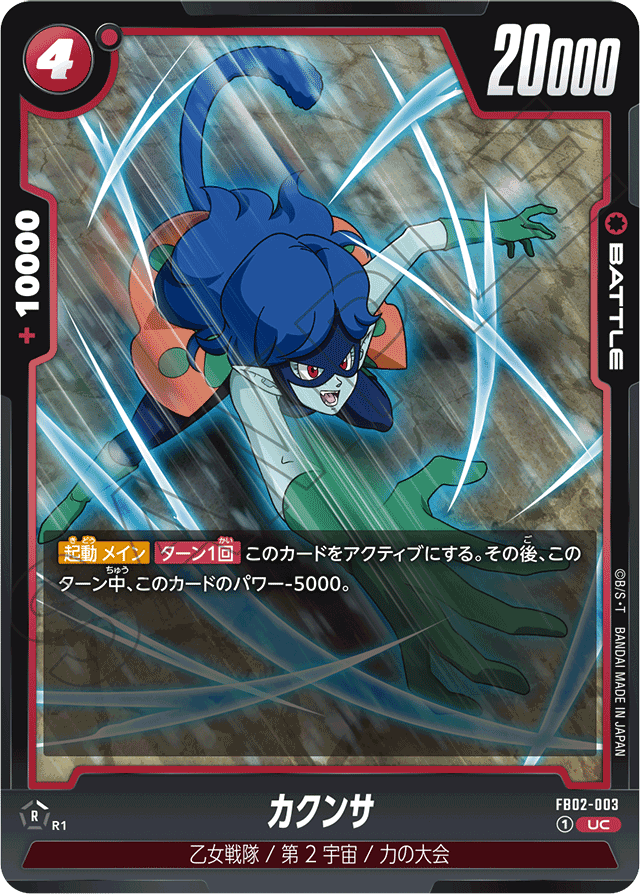 4
20000
+ 10000
BATTLE
起動 メイン ターン1回 このカードをアクティブにする。その後、この
ターン中、このカードのパワー-5000。
©B/S・T BANDAI MADE IN JAPAN
カクンサ
FB02-003
R R1
1 UC
乙女戦隊 / 第 2 宇宙 / 力の大会